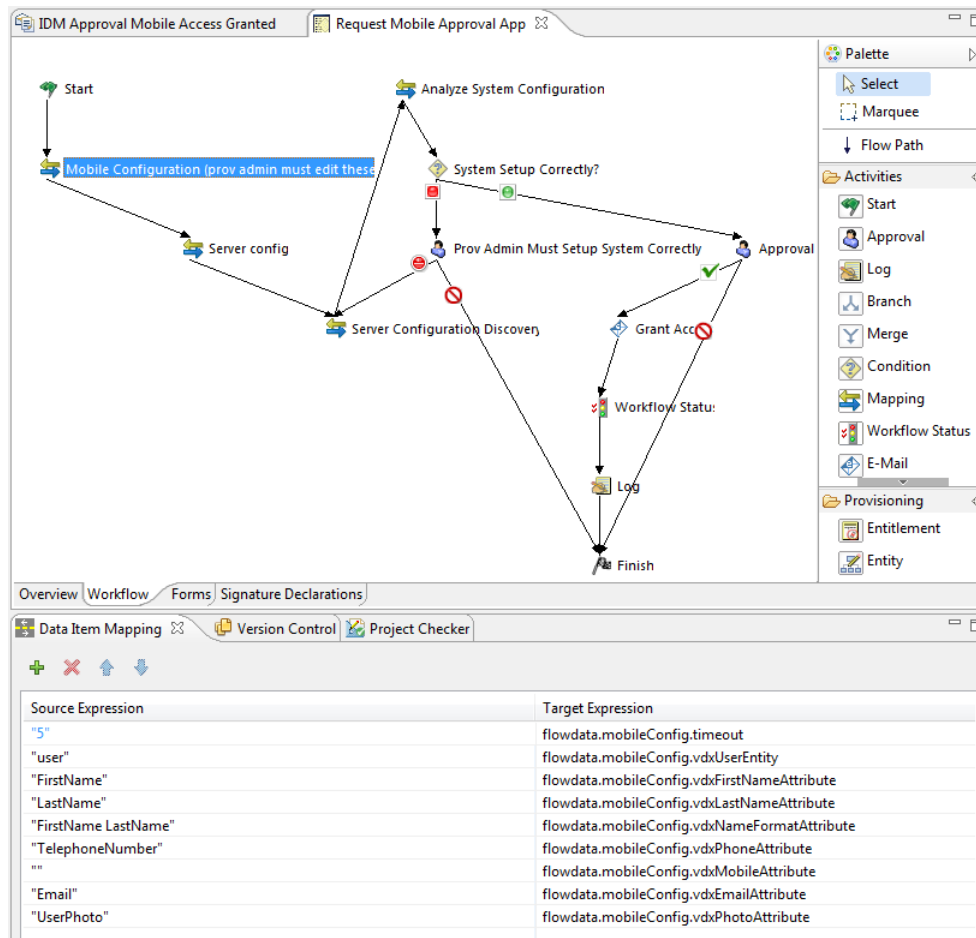 IDM Approval Mobile Access Granted
Request Mobile Approval App
Start
Analyze System Configuration
Mobile Configuration (prov admin must edit these
System Setup Correctly?
Server config
Prov Admin Must Setup System Correctly
Approval
Server Configuration Discovery
Grant Acc
Workflow Status
Log
Finish
Palette
Select
Marquee
Flow Path
Activities
Start
Approval
Log
Branch
Merge
Condition
Mapping
Workflow Status
E-Mail
Provisioning
Entitlement
Entity
Overview Workflow Forms Signature Declarations
Data Item Mapping Version Control Project Checker
Source Expression Target Expression
"5" flowdata.mobileConfig.timeout
"user" flowdata.mobileConfig.vdxUserEntity
"FirstName" flowdata.mobileConfig.vdxFirstNameAttribute
"LastName" flowdata.mobileConfig.vdxLastNameAttribute
"FirstName LastName" flowdata.mobileConfig.vdxNameFormatAttribute
"TelephoneNumber" flowdata.mobileConfig.vdxPhoneAttribute
"" flowdata.mobileConfig.vdxMobileAttribute
"Email" flowdata.mobileConfig.vdxEmailAttribute
"UserPhoto" flowdata.mobileConfig.vdxPhotoAttribute